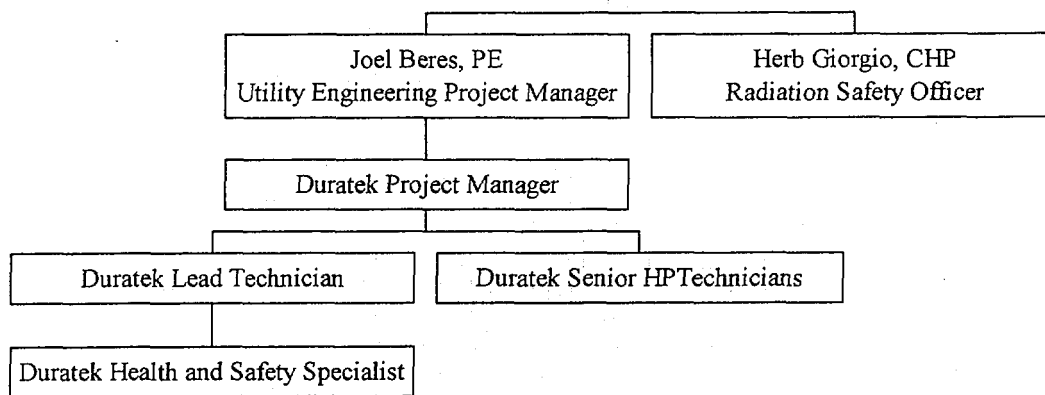 Joel Beres, PE
Utility Engineering Project Manager
Herb Giorgio, CHP
Radiation Safety Officer
Duratek Project Manager
Duratek Lead Technician
Duratek Senior HPTechnicians
Duratek Health and Safety Specialist